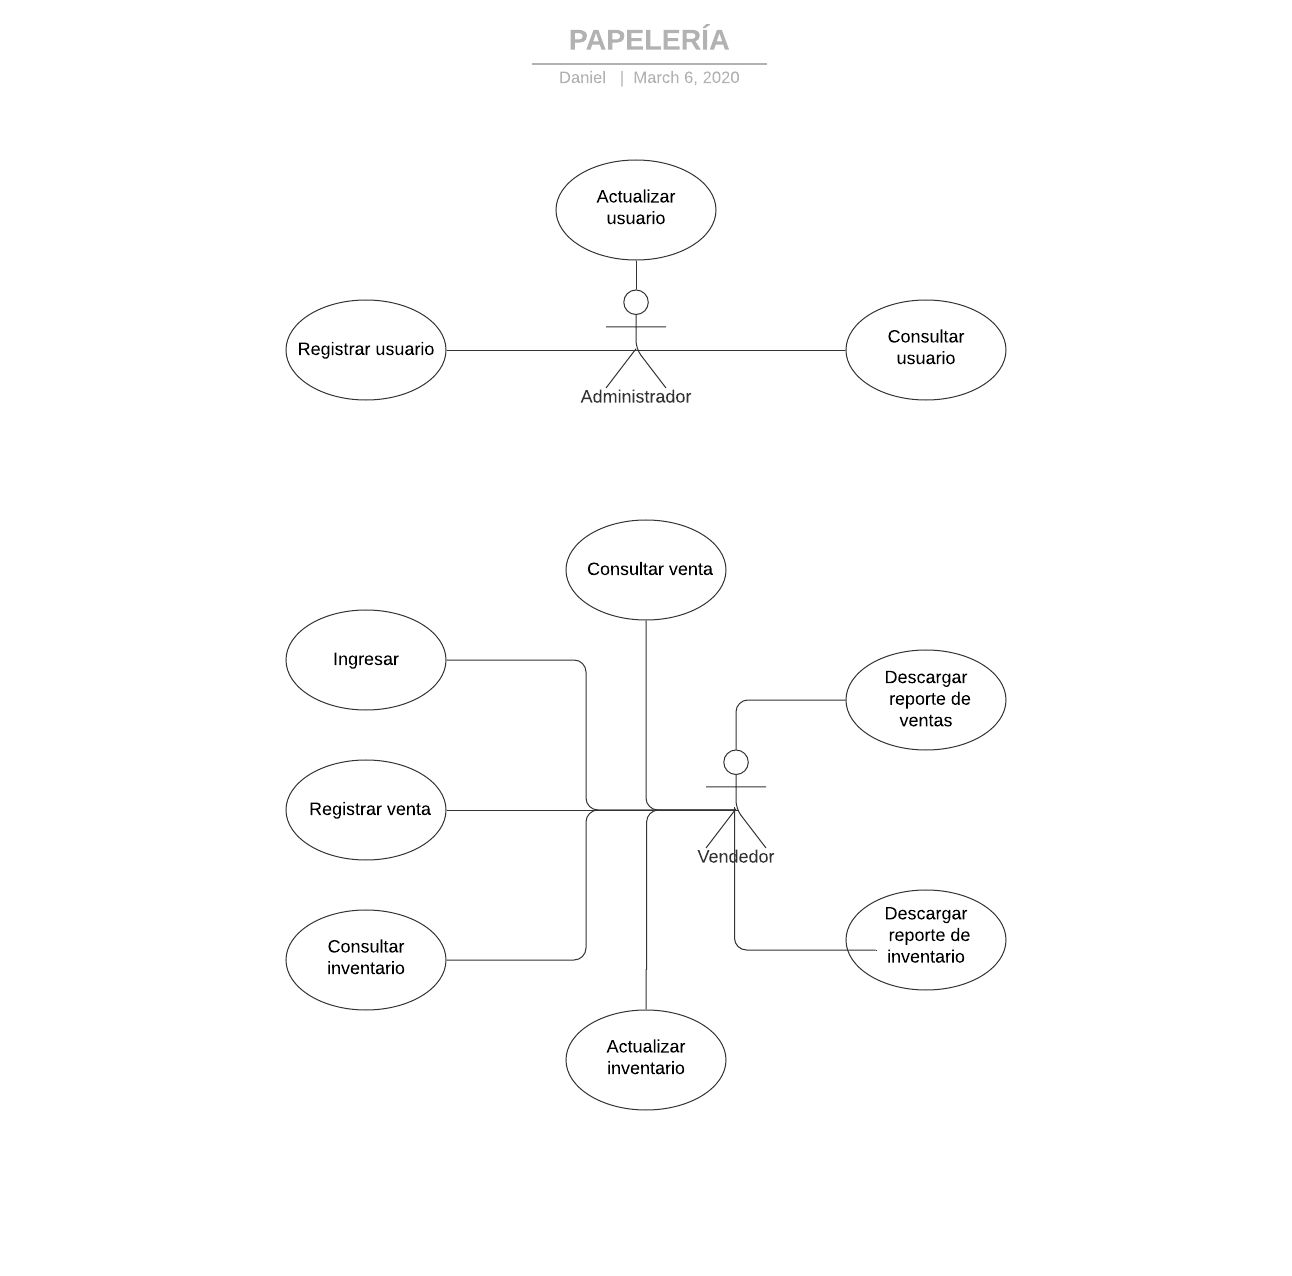 PAPELERÍA
Daniel | March 6, 2020
Actualizar
usuario
Registrar usuario
Consultar
usuario
Administrador
Consultar venta
Ingresar
Descargar
reporte de
ventas
Registrar venta
Vendedor
Consultar
inventario
Descargar
reporte de
inventario
Actualizar
inventario